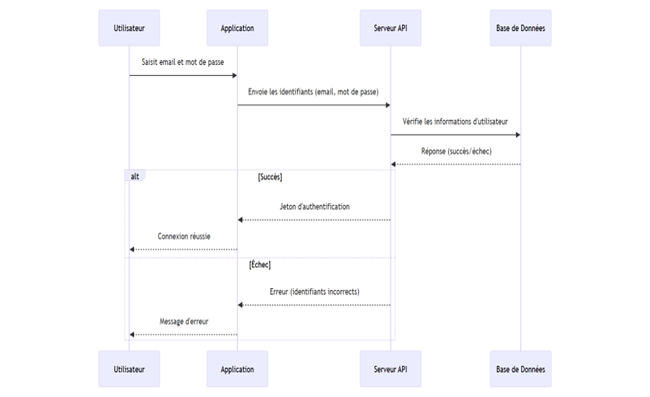 Utilisateur Application Serveur API Base de Données
Saisit email et mot de passe
Envoie les identifiants (email, mot de passe)
Vérifie les informations d'utilisateur
Réponse (succès/échec)
alt [Succès]
Jeton d'authentification
Connexion réussie
[Échec]
Erreur (identifiants incorrects)
Message d'erreur
Utilisateur Application Serveur API Base de Données